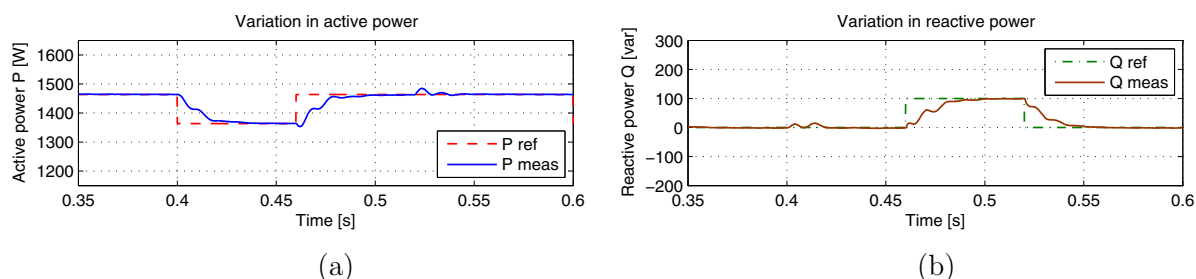 Variation in active power
Active power P [W]
1600
1500
1400
1300
1200
P ref
P meas
0.35
0.4
0.45
0.5
0.55
0.6
Time [s]
(a)
Variation in reactive power
Reactive power Q [var]
300
200
100
0
−100
−200
Q ref
Q meas
0.35
0.4
0.45
0.5
0.55
0.6
Time [s]
(b)